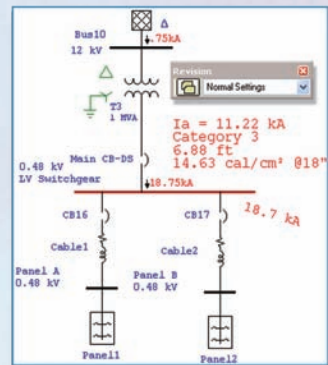 Δ
.75kA
Bus10
12 kV
Revision
Normal Settings
Δ
T3
1 MVA
Ia = 11.22 kA
Category 3
6.88 ft
14.63 cal/cm² @18"
0.48 kV
Main CB-DS
LV Switchgear
18.75kA
18.7 kA
CB16
CB17
Cable1
Cable2
Panel A
0.48 kV
Panel B
0.48 kV
Panel1
Panel2